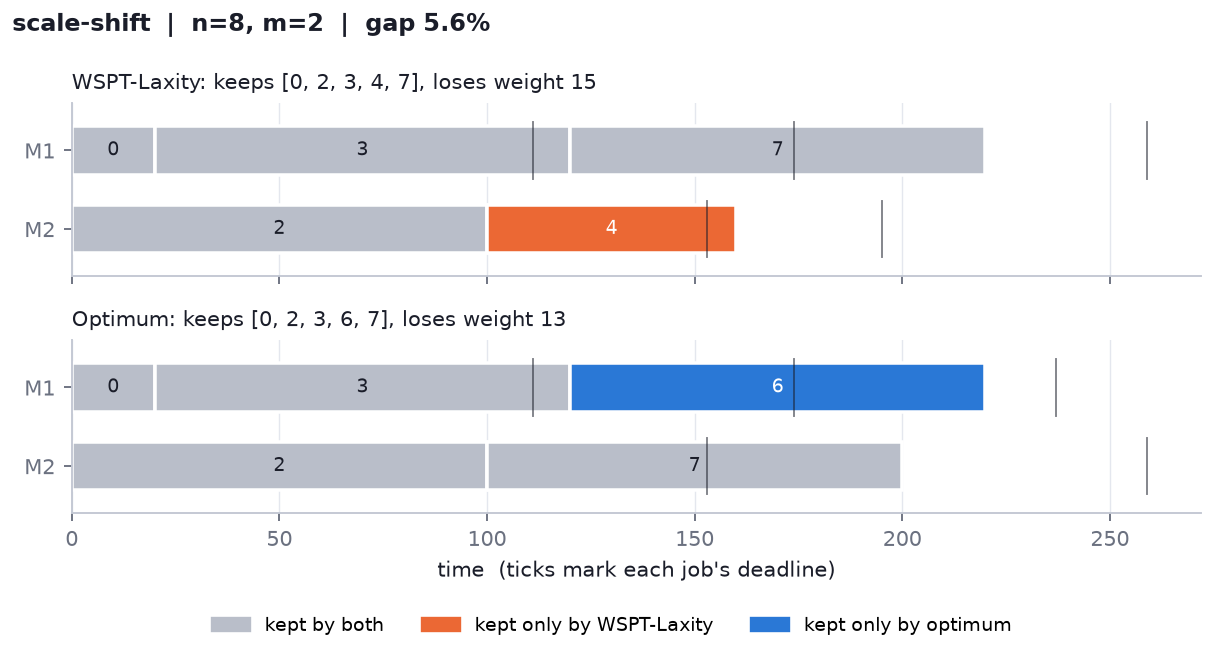 scale-shift | n=8, m=2 | gap 5.6%
WSPT-Laxity: keeps [0, 2, 3, 4, 7], loses weight 15
M1 0 3 7
M2 2 4
Optimum: keeps [0, 2, 3, 6, 7], loses weight 13
M1 0 3 6
M2 2 7
0 50 100 150 200 250
time (ticks mark each job's deadline)
kept by both kept only by WSPT-Laxity kept only by optimum